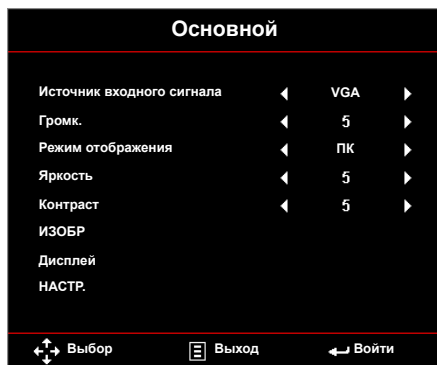 Основной
Источник входного сигнала VGA
Громк. 5
Режим отображения ПК
Яркость 5
Контраст 5
ИЗОБР
Дисплей
НАСТР.
Выбор Выход Войти